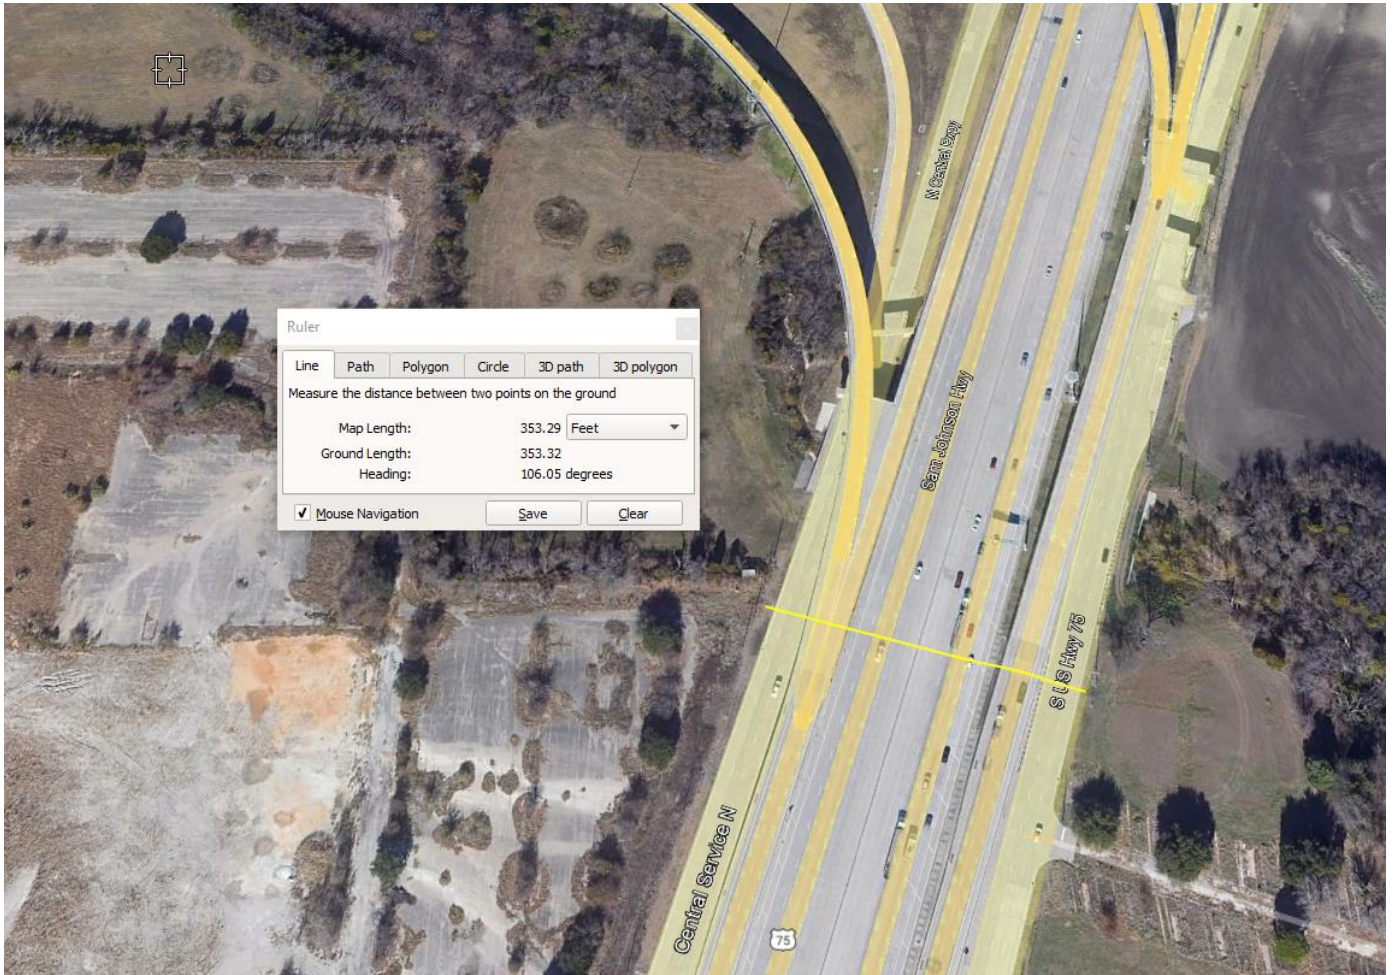 N Central Expy
Ruler
Line Path Polygon Circle 3D path 3D polygon
Measure the distance between two points on the ground
Map Length: 353.29 Feet
Ground Length: 353.32
Heading: 106.05 degrees
Mouse Navigation Save Clear
Sam Johnson Hwy
S US Hwy 75
Central Service N
75